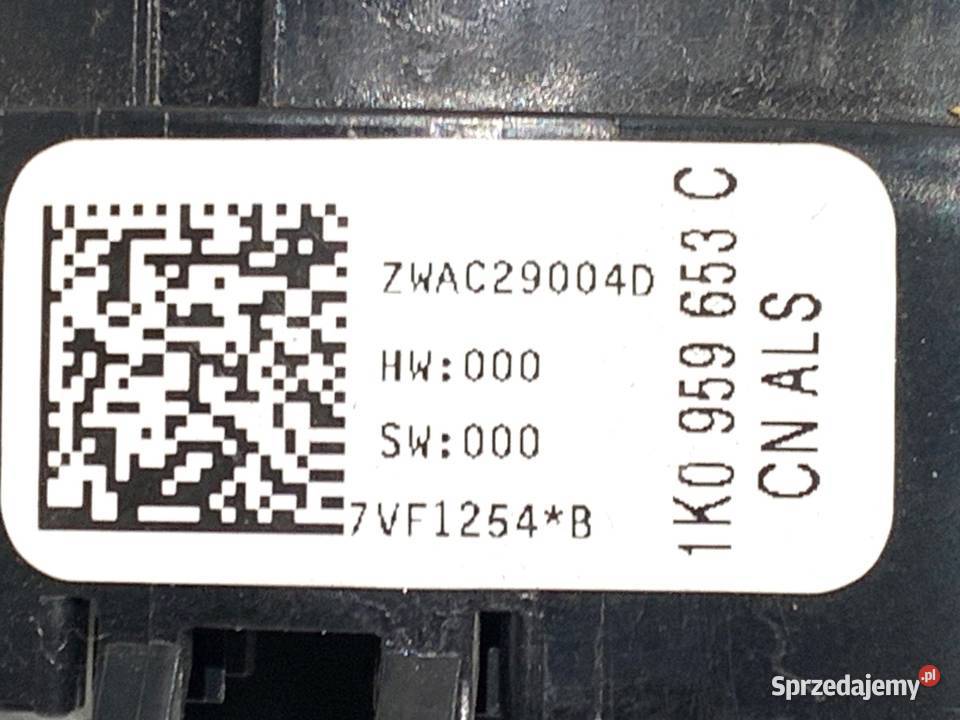 ZWAC29004D
HW:000
SW:000
7VF1254*B
1K0 959 653 C
CN ALS
Sprzedajemy.pl